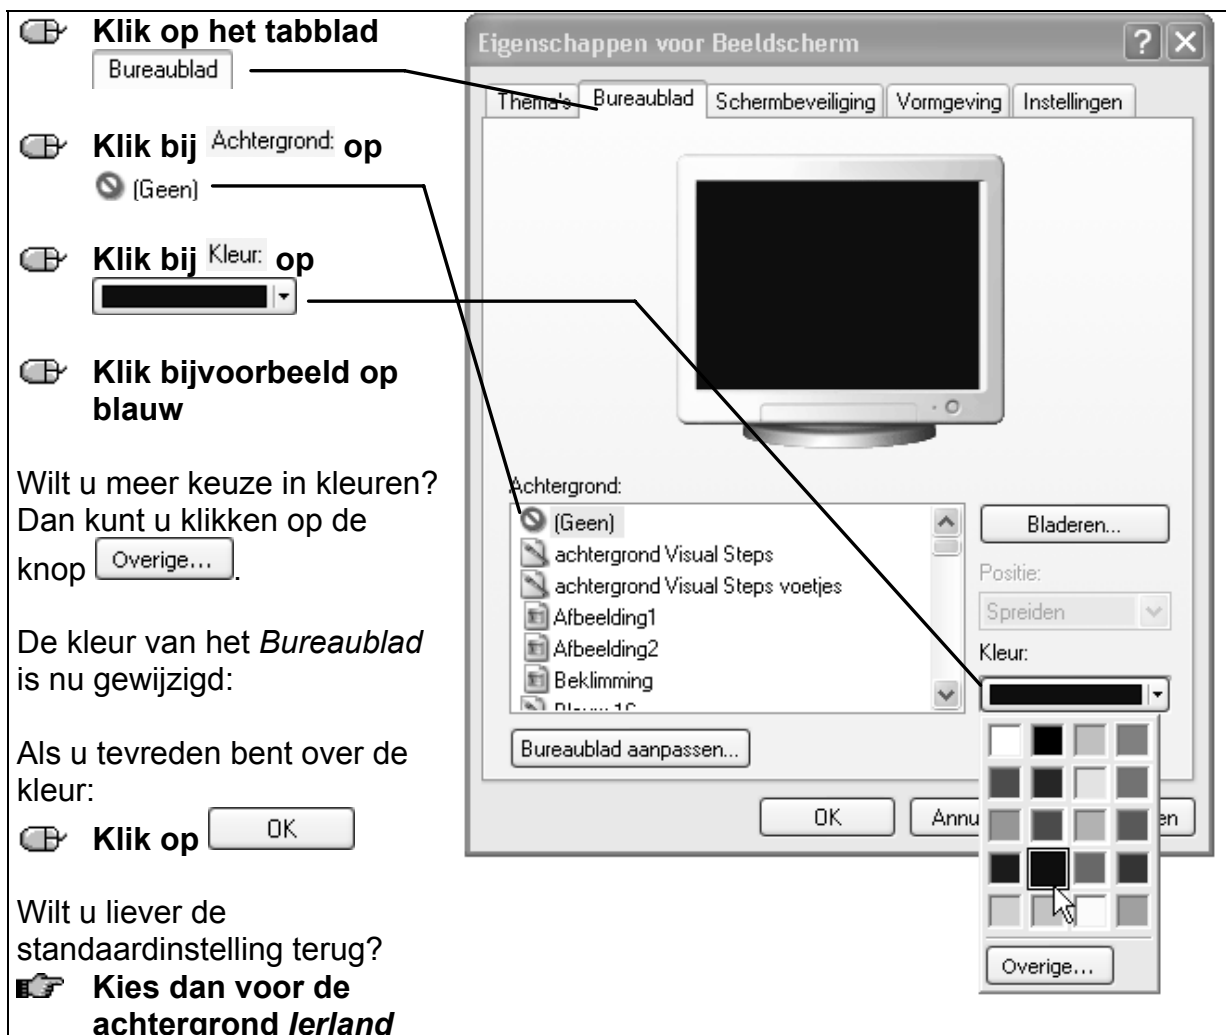 Klik op het tabblad
Bureaublad
Klik bij Achtergrond: op
(Geen)
Klik bij Kleur: op
Klik bijvoorbeeld op
blauw
Wilt u meer keuze in kleuren?
Dan kunt u klikken op de
knop Overige... .
De kleur van het Bureaublad
is nu gewijzigd:
Als u tevreden bent over de
kleur:
Klik op OK
Wilt u liever de
standaardinstelling terug?
Kies dan voor de
achtergrond Ierland
Eigenschappen voor Beeldscherm
Thema's Bureaublad Schermbeveiliging Vormgeving Instellingen
Achtergrond:
(Geen)
achtergrond Visual Steps
achtergrond Visual Steps voetjes
Afbeelding1
Afbeelding2
Beklimming
Bladeren...
Positie:
Spreiden
Kleur:
Bureaublad aanpassen...
OK Annu en
Overige...